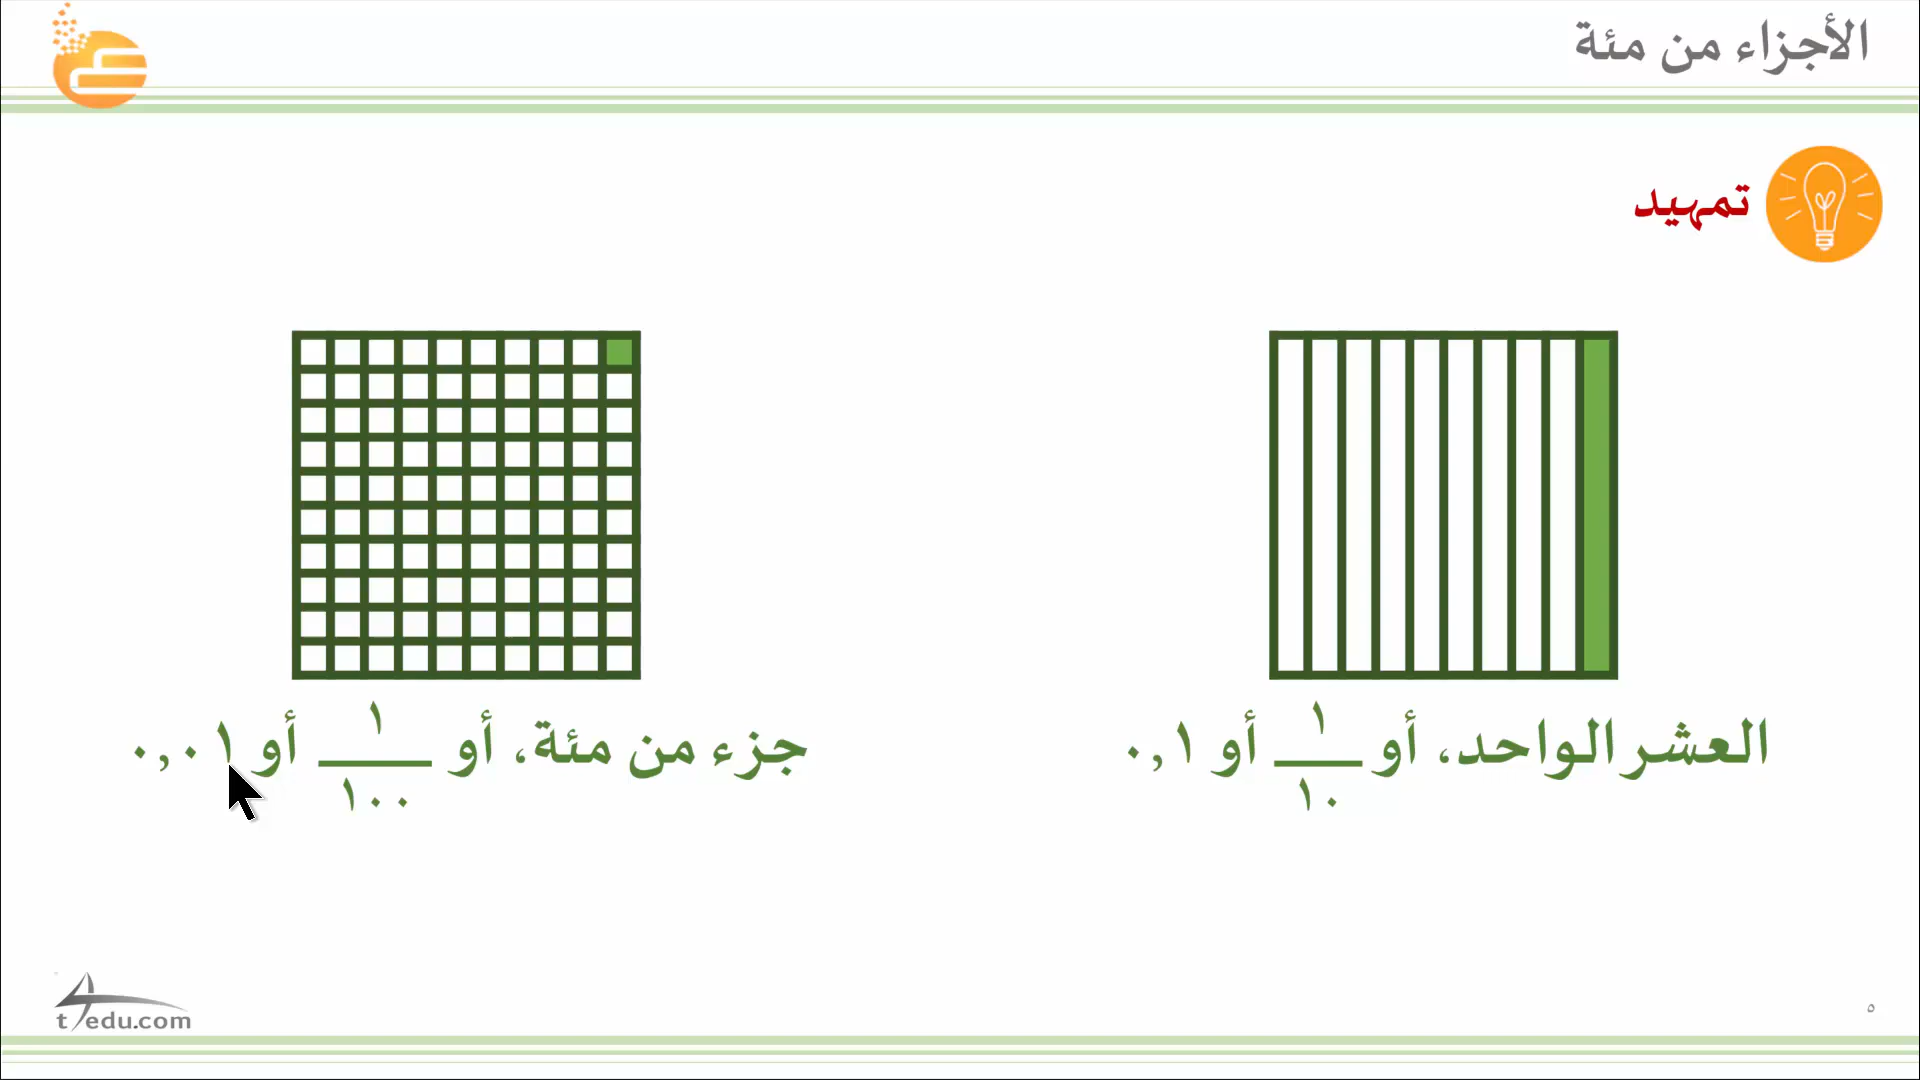 الأجزاء من مئة
تمهيد
العشر الواحد، أو ١/١٠ أو ٠,١
جزء من مئة، أو ١/١٠٠ أو ٠,٠١
t4edu.com
٥